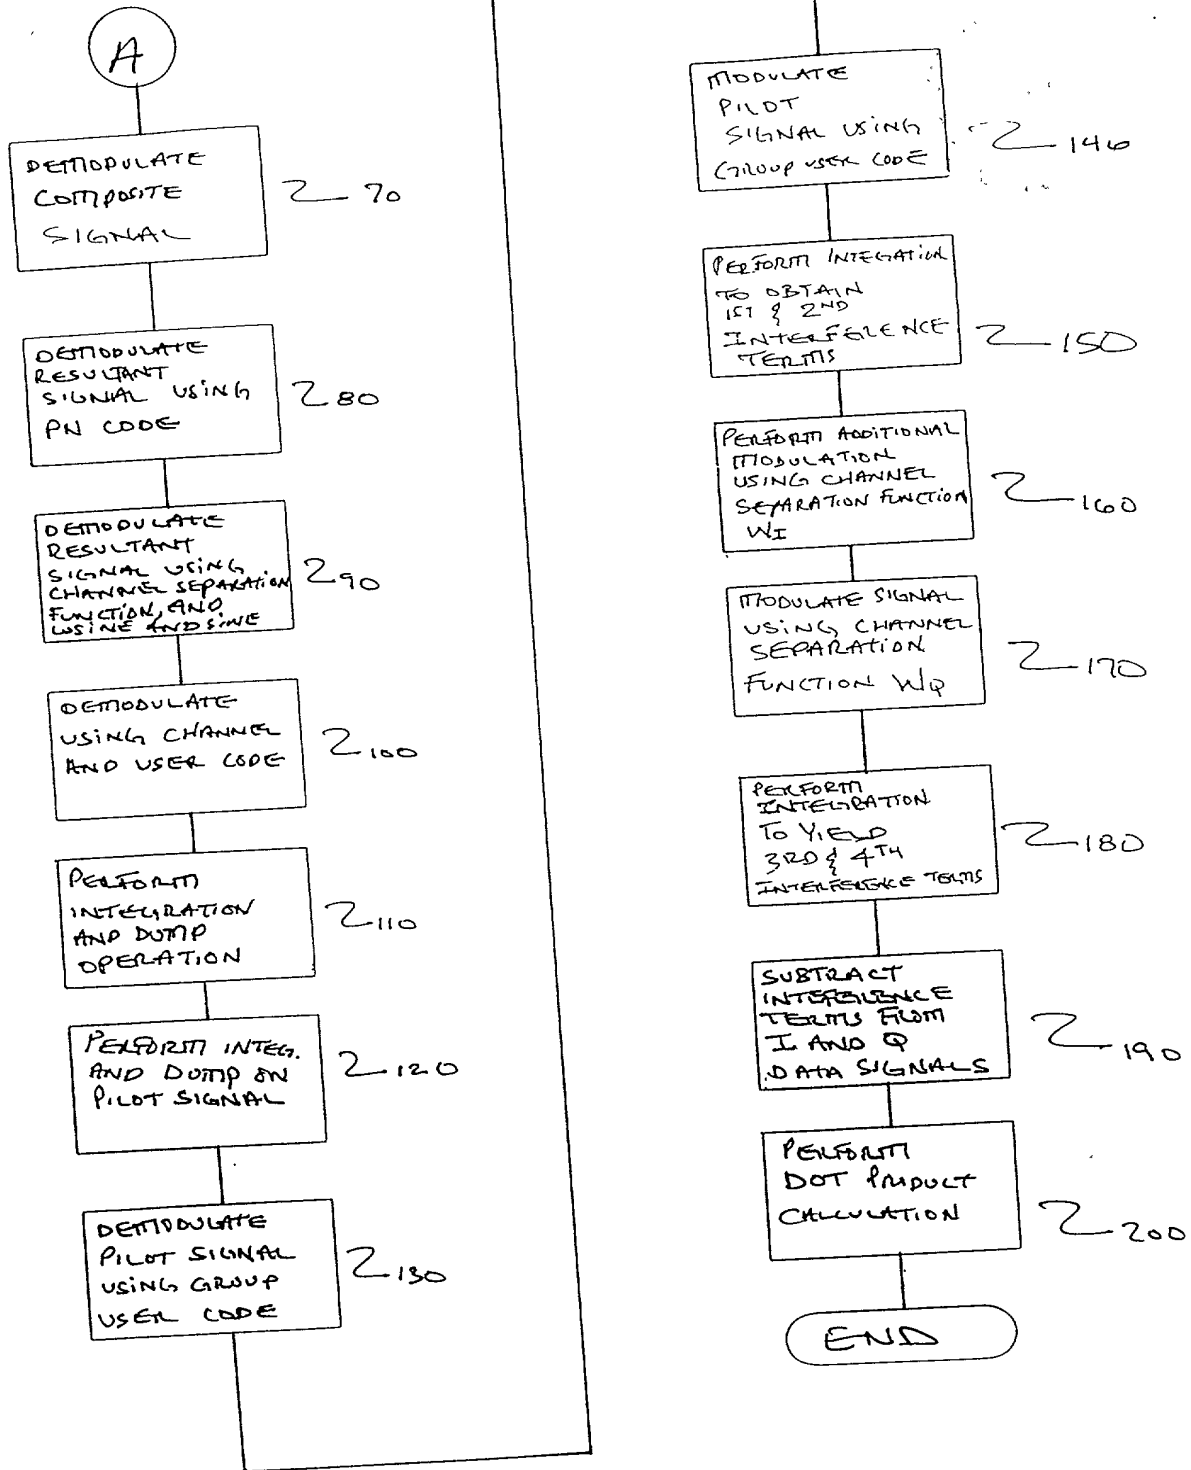 A
DEMODULATE
COMPOSITE
SIGNAL
70
DEMODULATE
RESULTANT
SIGNAL USING
PN CODE
80
DEMODULATE
RESULTANT
SIGNAL USING
CHANNEL SEPARATION
FUNCTION, AND
COSINE AND SINE
90
DEMODULATE
USING CHANNEL
AND USER CODE
100
PERFORM
INTEGRATION
AND DUMP
OPERATION
110
PERFORM INTEG.
AND DUMP ON
PILOT SIGNAL
120
DEMODULATE
PILOT SIGNAL
USING GROUP
USER CODE
130
MODULATE
PILOT
SIGNAL USING
GROUP USER CODE
140
PERFORM INTEGATION
TO OBTAIN
1ST & 2ND
INTERFERENCE
TERMS
150
PERFORM ADDITIONAL
MODULATION
USING CHANNEL
SEPARATION FUNCTION
WI
160
MODULATE SIGNAL
USING CHANNEL
SEPARATION
FUNCTION WQ
170
PERFORM
INTEGRATION
TO YIELD
3RD & 4TH
INTERFERENCE TERMS
180
SUBTRACT
INTEFERENCE
TERMS FROM
I AND Q
DATA SIGNALS
190
PERFORM
DOT PRODUCT
CALCULATION
200
END